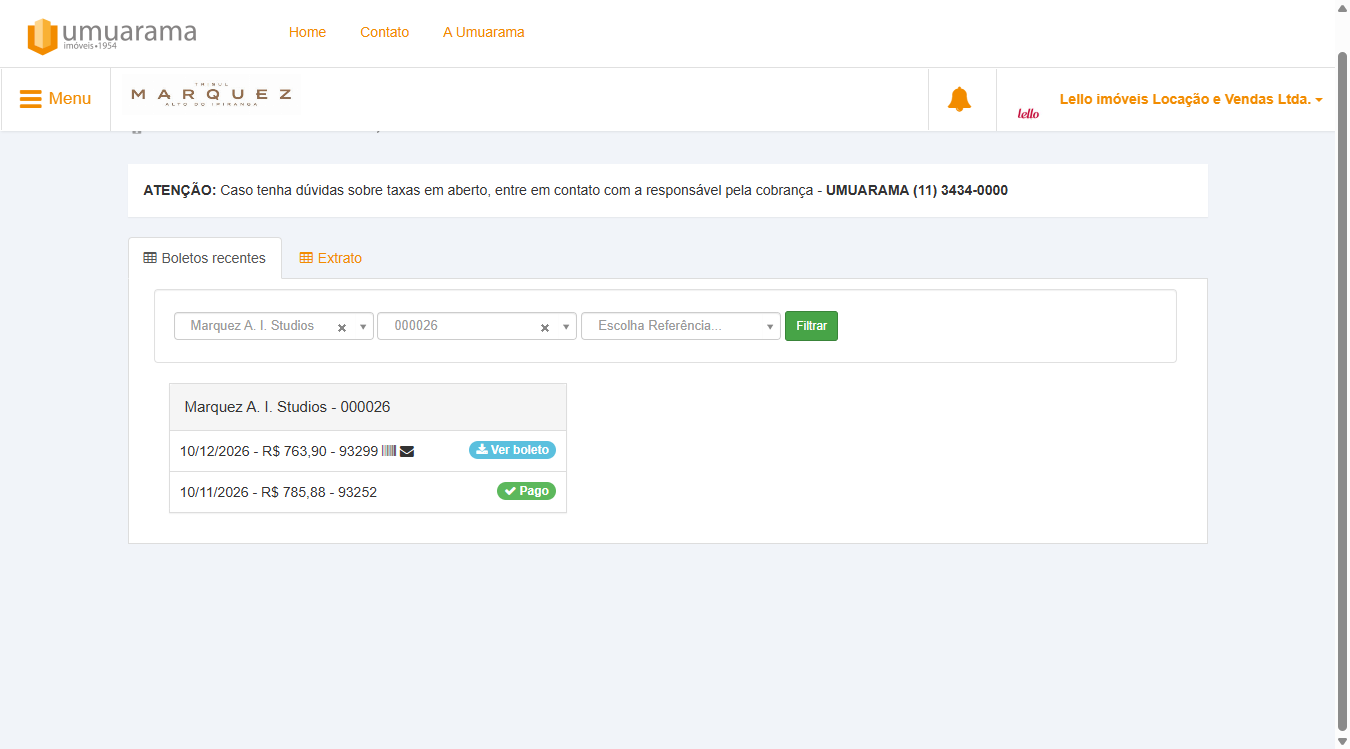 umuarama
imóveis•1954
Home Contato A Umuarama
Menu
MARQUEZ
ALTO DO IPIRANGA
lello
Lello imóveis Locação e Vendas Ltda.
ATENÇÃO: Caso tenha dúvidas sobre taxas em aberto, entre em contato com a responsável pela cobrança - UMUARAMA (11) 3434-0000
Boletos recentes Extrato
Marquez A. I. Studios × 000026 × Escolha Referência... Filtrar
Marquez A. I. Studios - 000026
10/12/2026 - R$ 763,90 - 93299 Ver boleto
10/11/2026 - R$ 785,88 - 93252 Pago